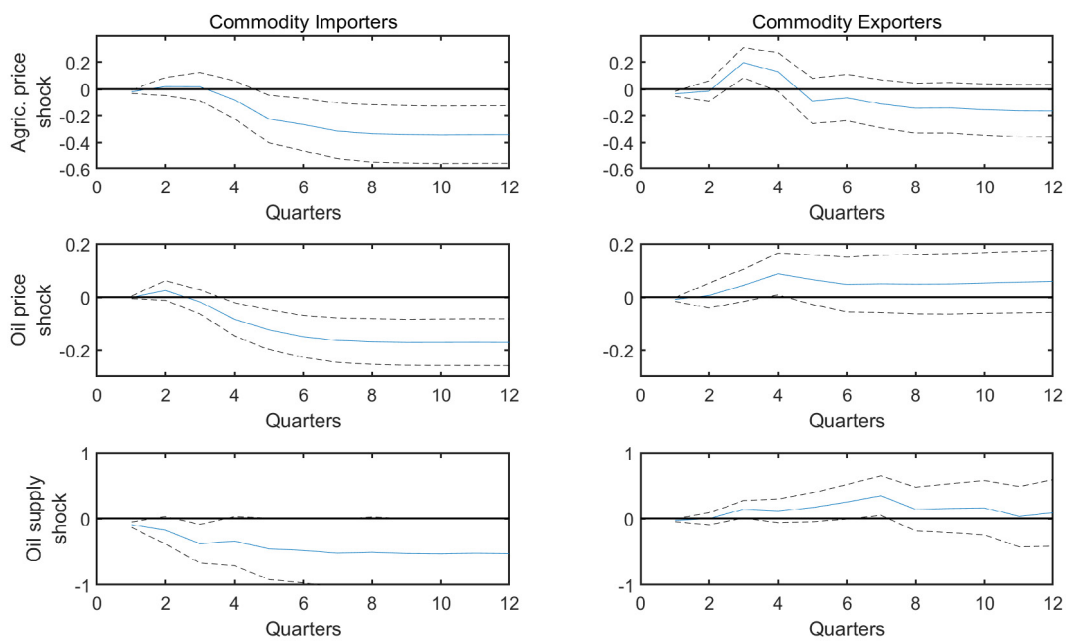 Commodity Importers
Agric. price
shock
0.2
0
-0.2
-0.4
-0.6
0 2 4 6 8 10 12
Quarters
Commodity Exporters
0.2
0
-0.2
-0.4
-0.6
0 2 4 6 8 10 12
Quarters
Oil price
shock
0.2
0
-0.2
0 2 4 6 8 10 12
Quarters
0.2
0
-0.2
0 2 4 6 8 10 12
Quarters
Oil supply
shock
1
0
-1
0 2 4 6 8 10 12
Quarters
1
0
-1
0 2 4 6 8 10 12
Quarters